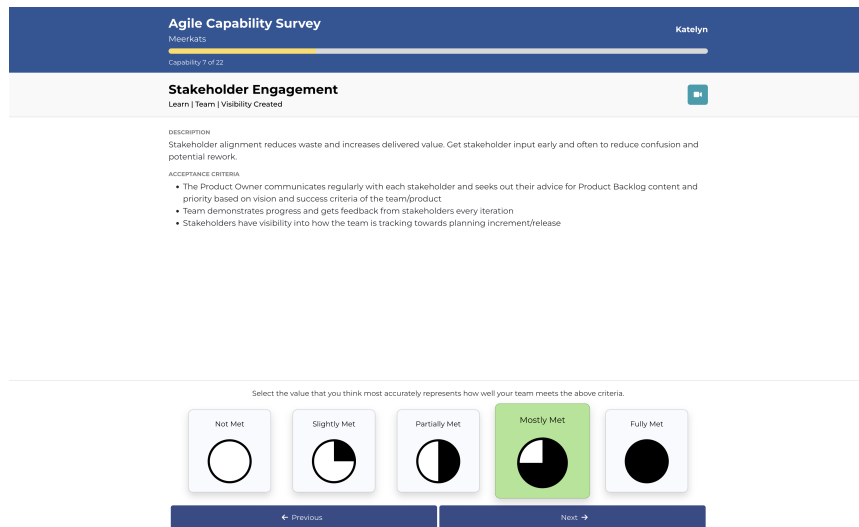 Agile Capability Survey
Katelyn
Meerkats
Capability 7 of 22
Stakeholder Engagement
Learn | Team | Visibility Created
DESCRIPTION
Stakeholder alignment reduces waste and increases delivered value. Get stakeholder input early and often to reduce confusion and
potential rework.
ACCEPTANCE CRITERIA
• The Product Owner communicates regularly with each stakeholder and seeks out their advice for Product Backlog content and
priority based on vision and success criteria of the team/product
• Team demonstrates progress and gets feedback from stakeholders every iteration
• Stakeholders have visibility into how the team is tracking towards planning increment/release
Select the value that you think most accurately represents how well your team meets the above criteria.
Not Met
Slightly Met
Partially Met
Mostly Met
Fully Met
← Previous
Next →